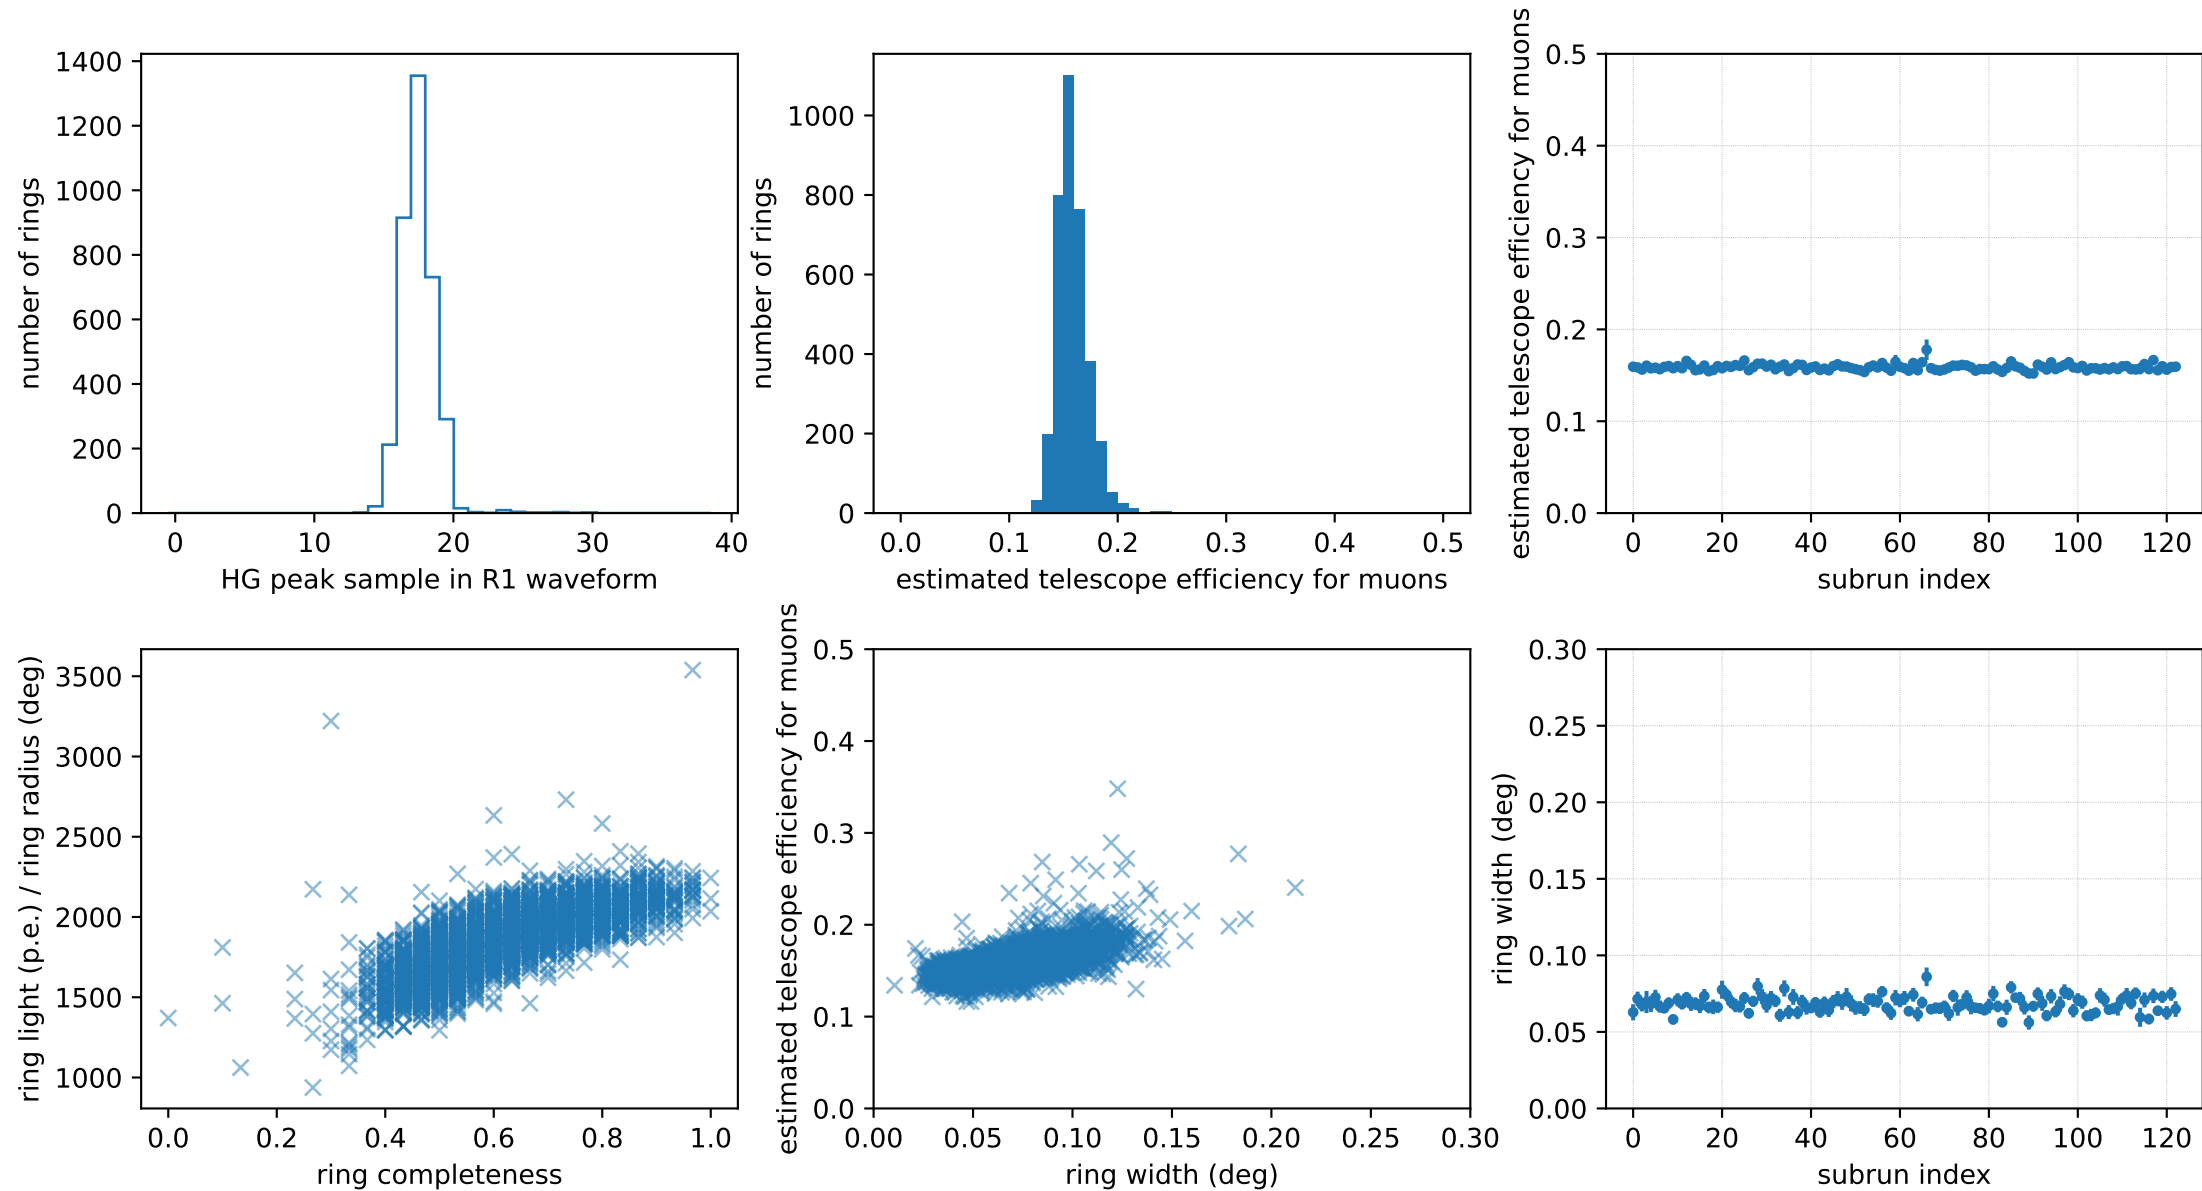 number of rings
1400
1200
1000
800
600
400
200
0
0 10 20 30 40
HG peak sample in R1 waveform
number of rings
1000
800
600
400
200
0
0.0 0.1 0.2 0.3 0.4 0.5
estimated telescope efficiency for muons
estimated telescope efficiency for muons
0.5
0.4
0.3
0.2
0.1
0.0
0 20 40 60 80 100 120
subrun index
ring light (p.e.) / ring radius (deg)
3500
3000
2500
2000
1500
1000
0.0 0.2 0.4 0.6 0.8 1.0
ring completeness
estimated telescope efficiency for muons
0.5
0.4
0.3
0.2
0.1
0.0
0.00 0.05 0.10 0.15 0.20 0.25 0.30
ring width (deg)
ring width (deg)
0.30
0.25
0.20
0.15
0.10
0.05
0.00
0 20 40 60 80 100 120
subrun index